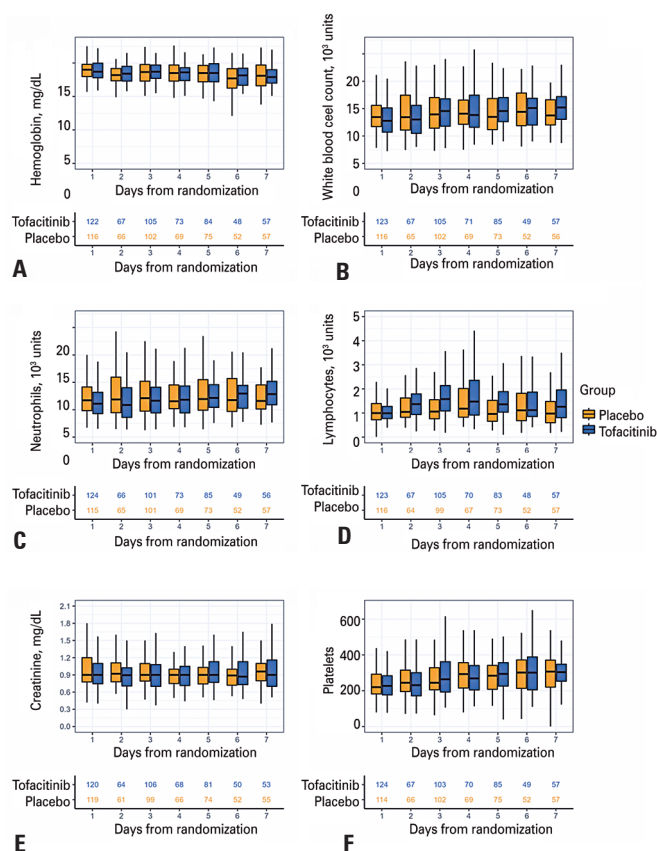 Hemoglobin, mg/dL
15
10
5
0
1 2 3 4 5 6 7
Days from randomization
Tofacitinib 122 67 105 73 84 48 57
Placebo 116 66 102 69 75 52 57
1 2 3 4 5 6 7
Days from randomization
A
White blood ceel count, 10³ units
20
15
10
5
0
1 2 3 4 5 6 7
Days from randomization
Tofacitinib 123 67 105 71 85 49 57
Placebo 116 65 102 69 73 52 56
1 2 3 4 5 6 7
Days from randomization
B
Neutrophils, 10³ units
20
15
10
5
0
1 2 3 4 5 6 7
Days from randomization
Tofacitinib 124 66 101 73 85 49 56
Placebo 115 65 101 69 73 52 57
1 2 3 4 5 6 7
Days from randomization
C
Lymphocytes, 10³ units
5
4
3
2
1
0
1 2 3 4 5 6 7
Days from randomization
Tofacitinib 123 67 105 70 83 48 57
Placebo 116 64 99 67 73 52 57
1 2 3 4 5 6 7
Days from randomization
D
Group
Placebo
Tofacitinib
Creatinine, mg/dL
2.1
1.8
1.5
1.2
0.9
0.6
0.3
0.0
1 2 3 4 5 6 7
Days from randomization
Tofacitinib 120 64 106 68 81 50 53
Placebo 119 61 99 66 74 52 55
1 2 3 4 5 6 7
Days from randomization
E
Platelets
600
400
200
0
1 2 3 4 5 6 7
Days from randomization
Tofacitinib 124 67 103 70 85 49 57
Placebo 114 66 102 69 75 52 57
1 2 3 4 5 6 7
Days from randomization
F